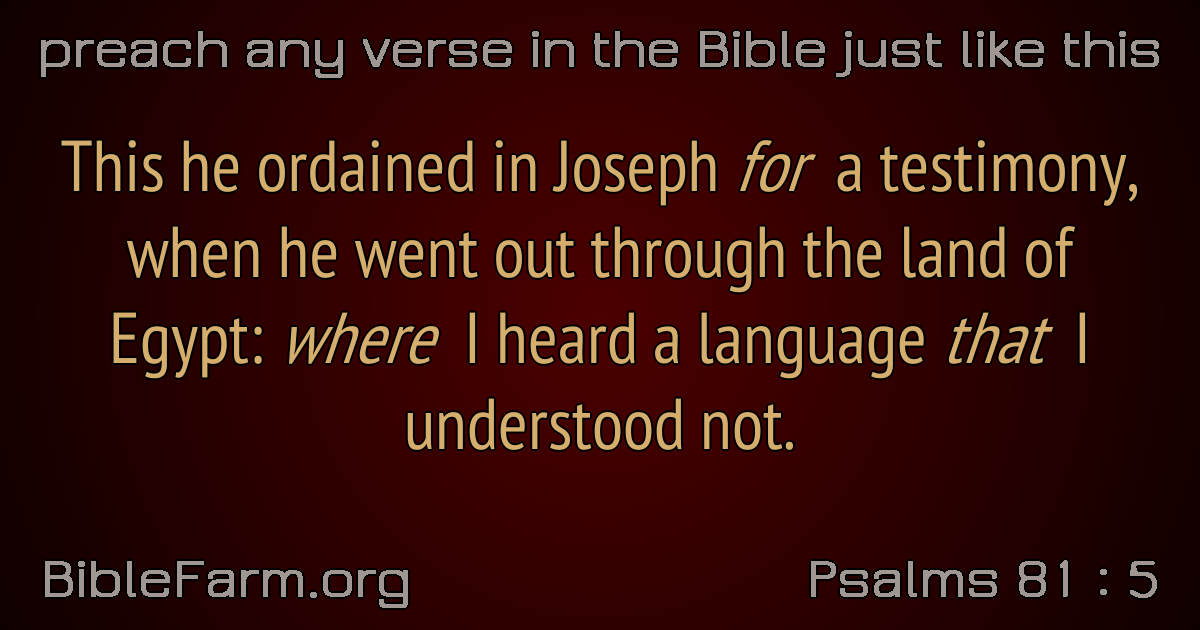 preach any verse in the Bible just like this
This he ordained in Joseph for a testimony,
when he went out through the land of
Egypt: where I heard a language that I
understood not.
BibleFarm.org
Psalms 81 : 5